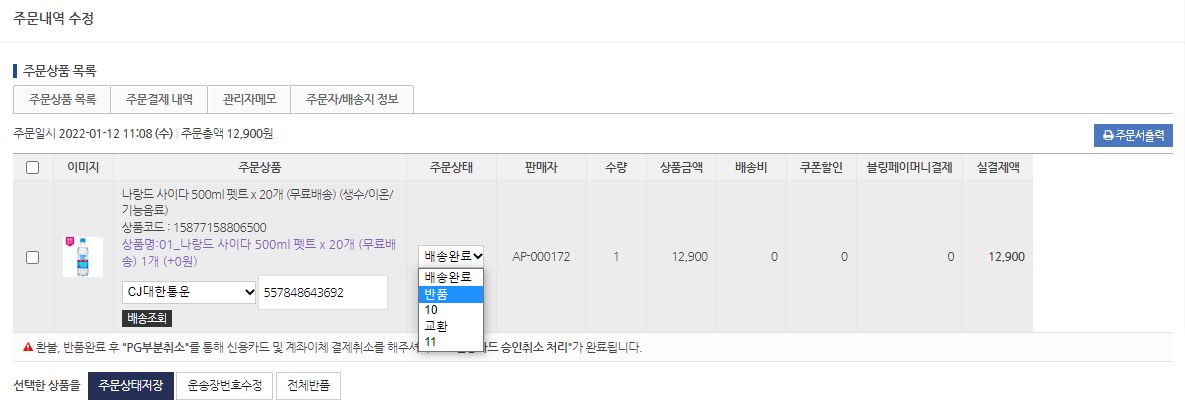 주문내역 수정
주문상품 목록
주문상품 목록 주문결제 내역 관리자메모 주문자/배송지 정보
주문일시 2022-01-12 11:08 (수) | 주문총액 12,900원
주문서출력
이미지 주문상품 주문상태 판매자 수량 상품금액 배송비 쿠폰할인 블링페이머니결제 실결제액
나랑드 사이다 500ml 펫트 x 20개 (무료배송) (생수/이온/
기능음료)
상품코드 : 15877158806500
상품명:01_나랑드 사이다 500ml 펫트 x 20개 (무료배
송) 1개 (+0원)
CJ대한통운 557848643692
배송조회
배송완료 AP-000172 1 12,900 0 0 0 12,900
배송완료
반품
10
교환
11
환불, 반품완료 후 "PG부분취소"를 통해 신용카드 및 계좌이체 결제취소를 해주셔 드 승인취소 처리"가 완료됩니다.
선택한 상품을 주문상태저장 운송장번호수정 전체반품